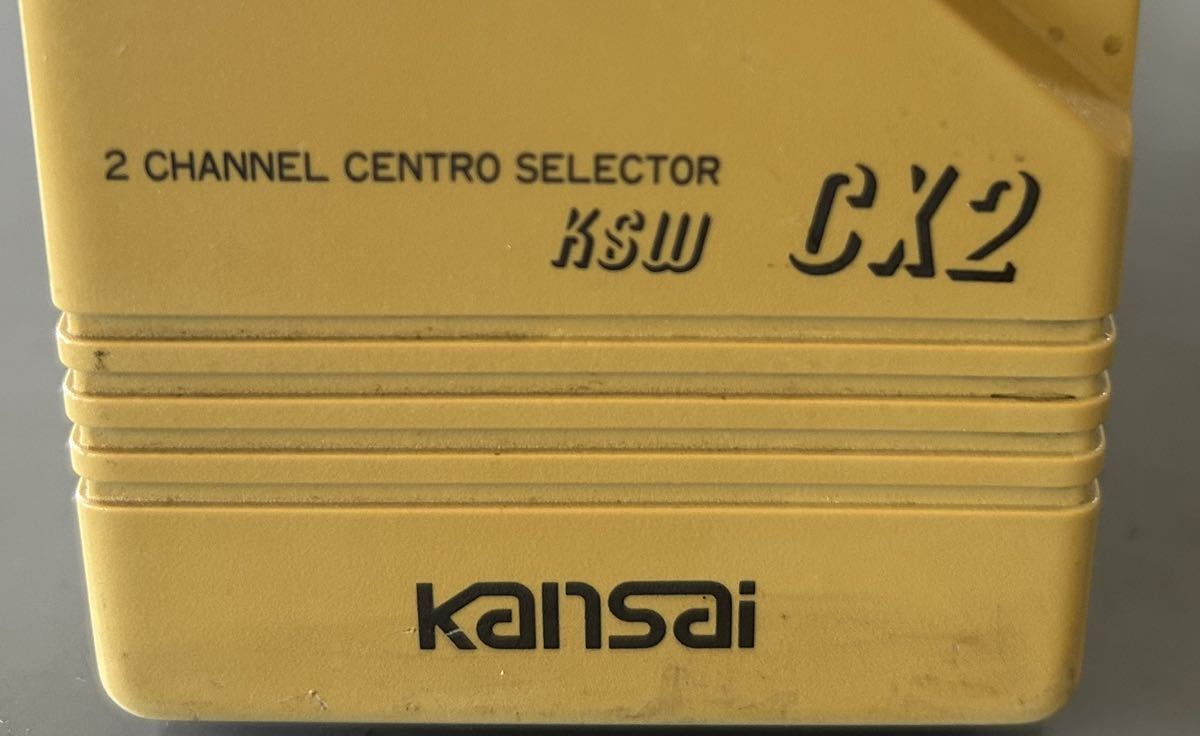 2 CHANNEL CENTRO SELECTOR
KSW CX2
Kansai